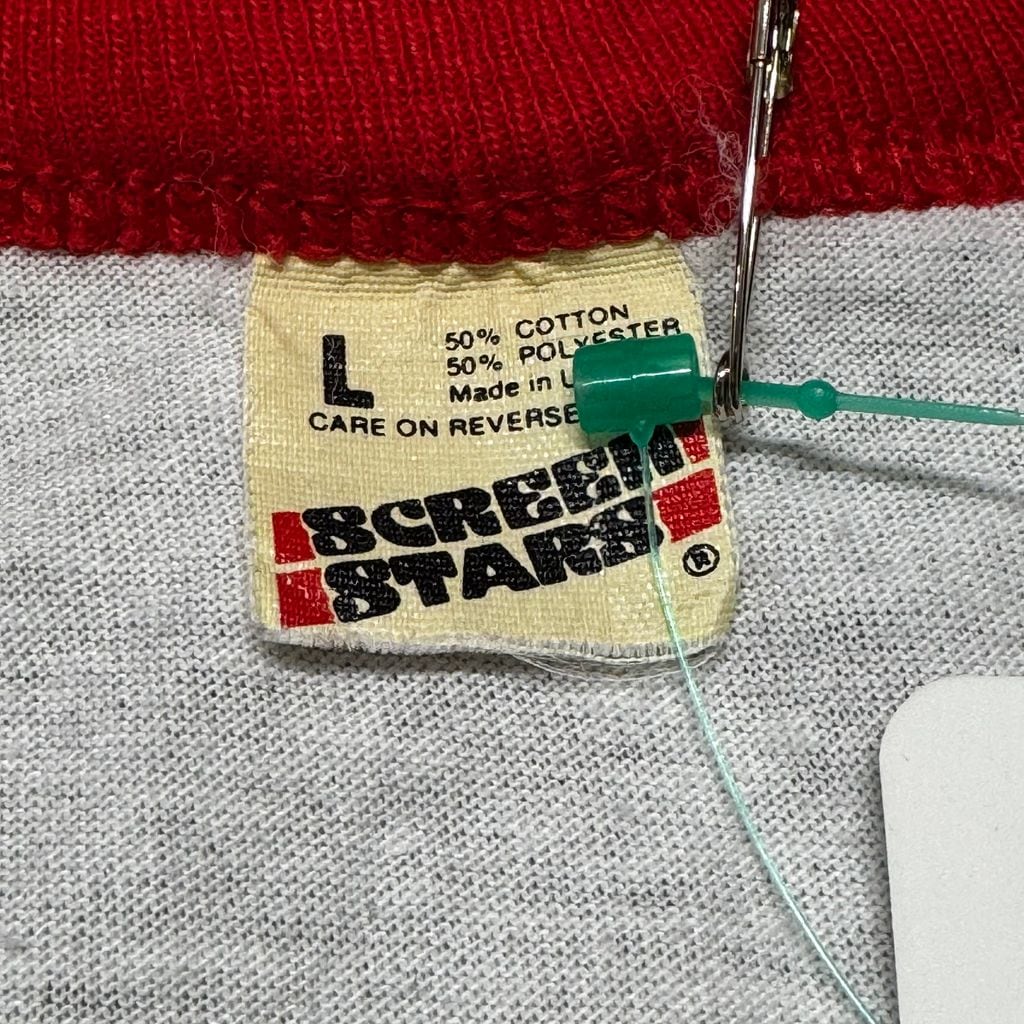 L
50% COTTON
50% POLYESTER
Made in U
CARE ON REVERSE
SCREEN
STARS
®